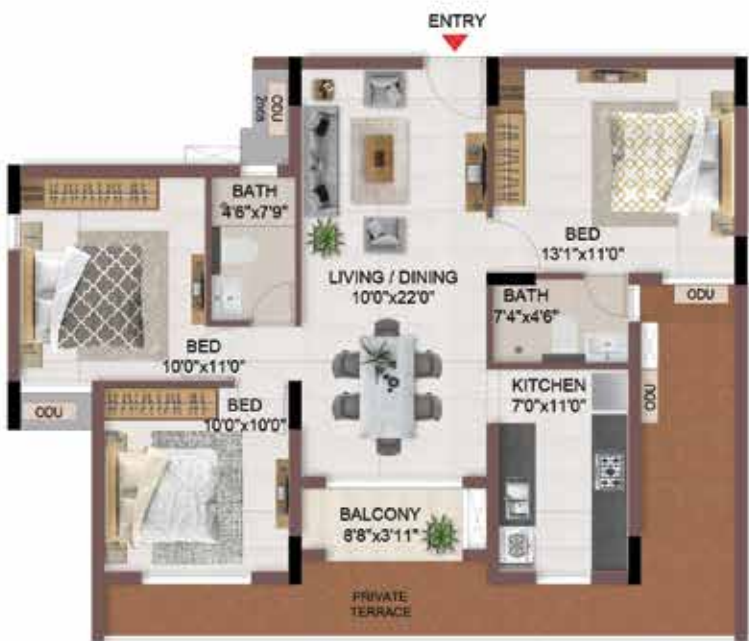 ENTRY
ODU
2nos
BATH
4'6"x7'9"
BED
13'1"x11'0"
LIVING / DINING
10'0"x22'0"
ODU
BATH
7'4"x4'6"
BED
10'0"x11'0"
KITCHEN
7'0"x11'0"
ODU
ODU
BED
10'0"x10'0"
BALCONY
8'8"x3'11"
PRIVATE
TERRACE